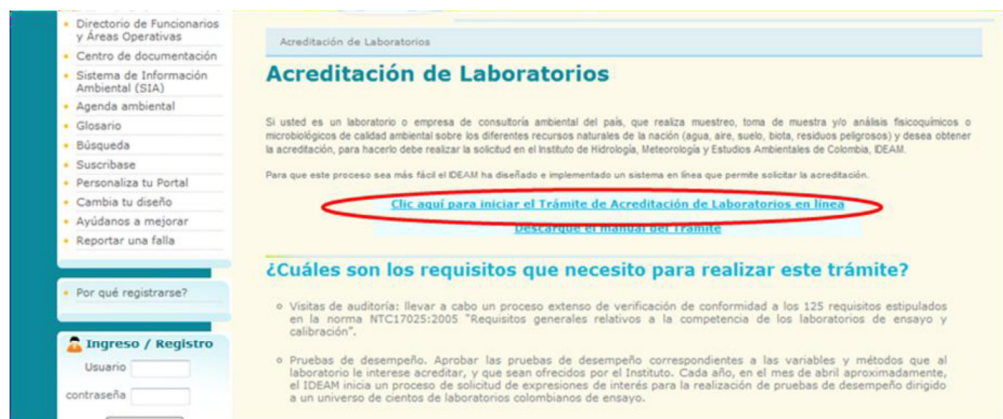 Directorio de Funcionarios
y Áreas Operativas
Centro de documentación
Sistema de Información
Ambiental (SIA)
Agenda ambiental
Glosario
Búsqueda
Suscribase
Personaliza tu Portal
Cambia tu diseño
Ayúdanos a mejorar
Reportar una falla
Por qué registrarse?
Ingreso / Registro
Usuario
contraseña
Acreditación de Laboratorios
Acreditación de Laboratorios
Si usted es un laboratorio o empresa de consultoría ambiental del país, que realiza muestreo, toma de muestra y/o análisis fisicoquímicos o
microbiológicos de calidad ambiental sobre los diferentes recursos naturales de la nación (agua, aire, suelo, biota, residuos peligrosos) y desea obtener
la acreditación, para hacerlo debe realizar la solicitud en el Instituto de Hidrología, Meteorología y Estudios Ambientales de Colombia, IDEAM.
Para que este proceso sea más fácil el IDEAM ha diseñado e implementado un sistema en línea que permite solicitar la acreditación.
Clic aquí para iniciar el Trámite de Acreditación de Laboratorios en línea
Descargue el manual del Trámite
¿Cuáles son los requisitos que necesito para realizar este trámite?
Visitas de auditoría: llevar a cabo un proceso extenso de verificación de conformidad a los 125 requisitos estipulados
en la norma NTC17025:2005 "Requisitos generales relativos a la competencia de los laboratorios de ensayo y
calibración".
Pruebas de desempeño. Aprobar las pruebas de desempeño correspondientes a las variables y métodos que al
laboratorio le interese acreditar, y que sean ofrecidos por el Instituto. Cada año, en el mes de abril aproximadamente,
el IDEAM inicia un proceso de solicitud de expresiones de interés para la realización de pruebas de desempeño dirigido
a un universo de cientos de laboratorios colombianos de ensayo.